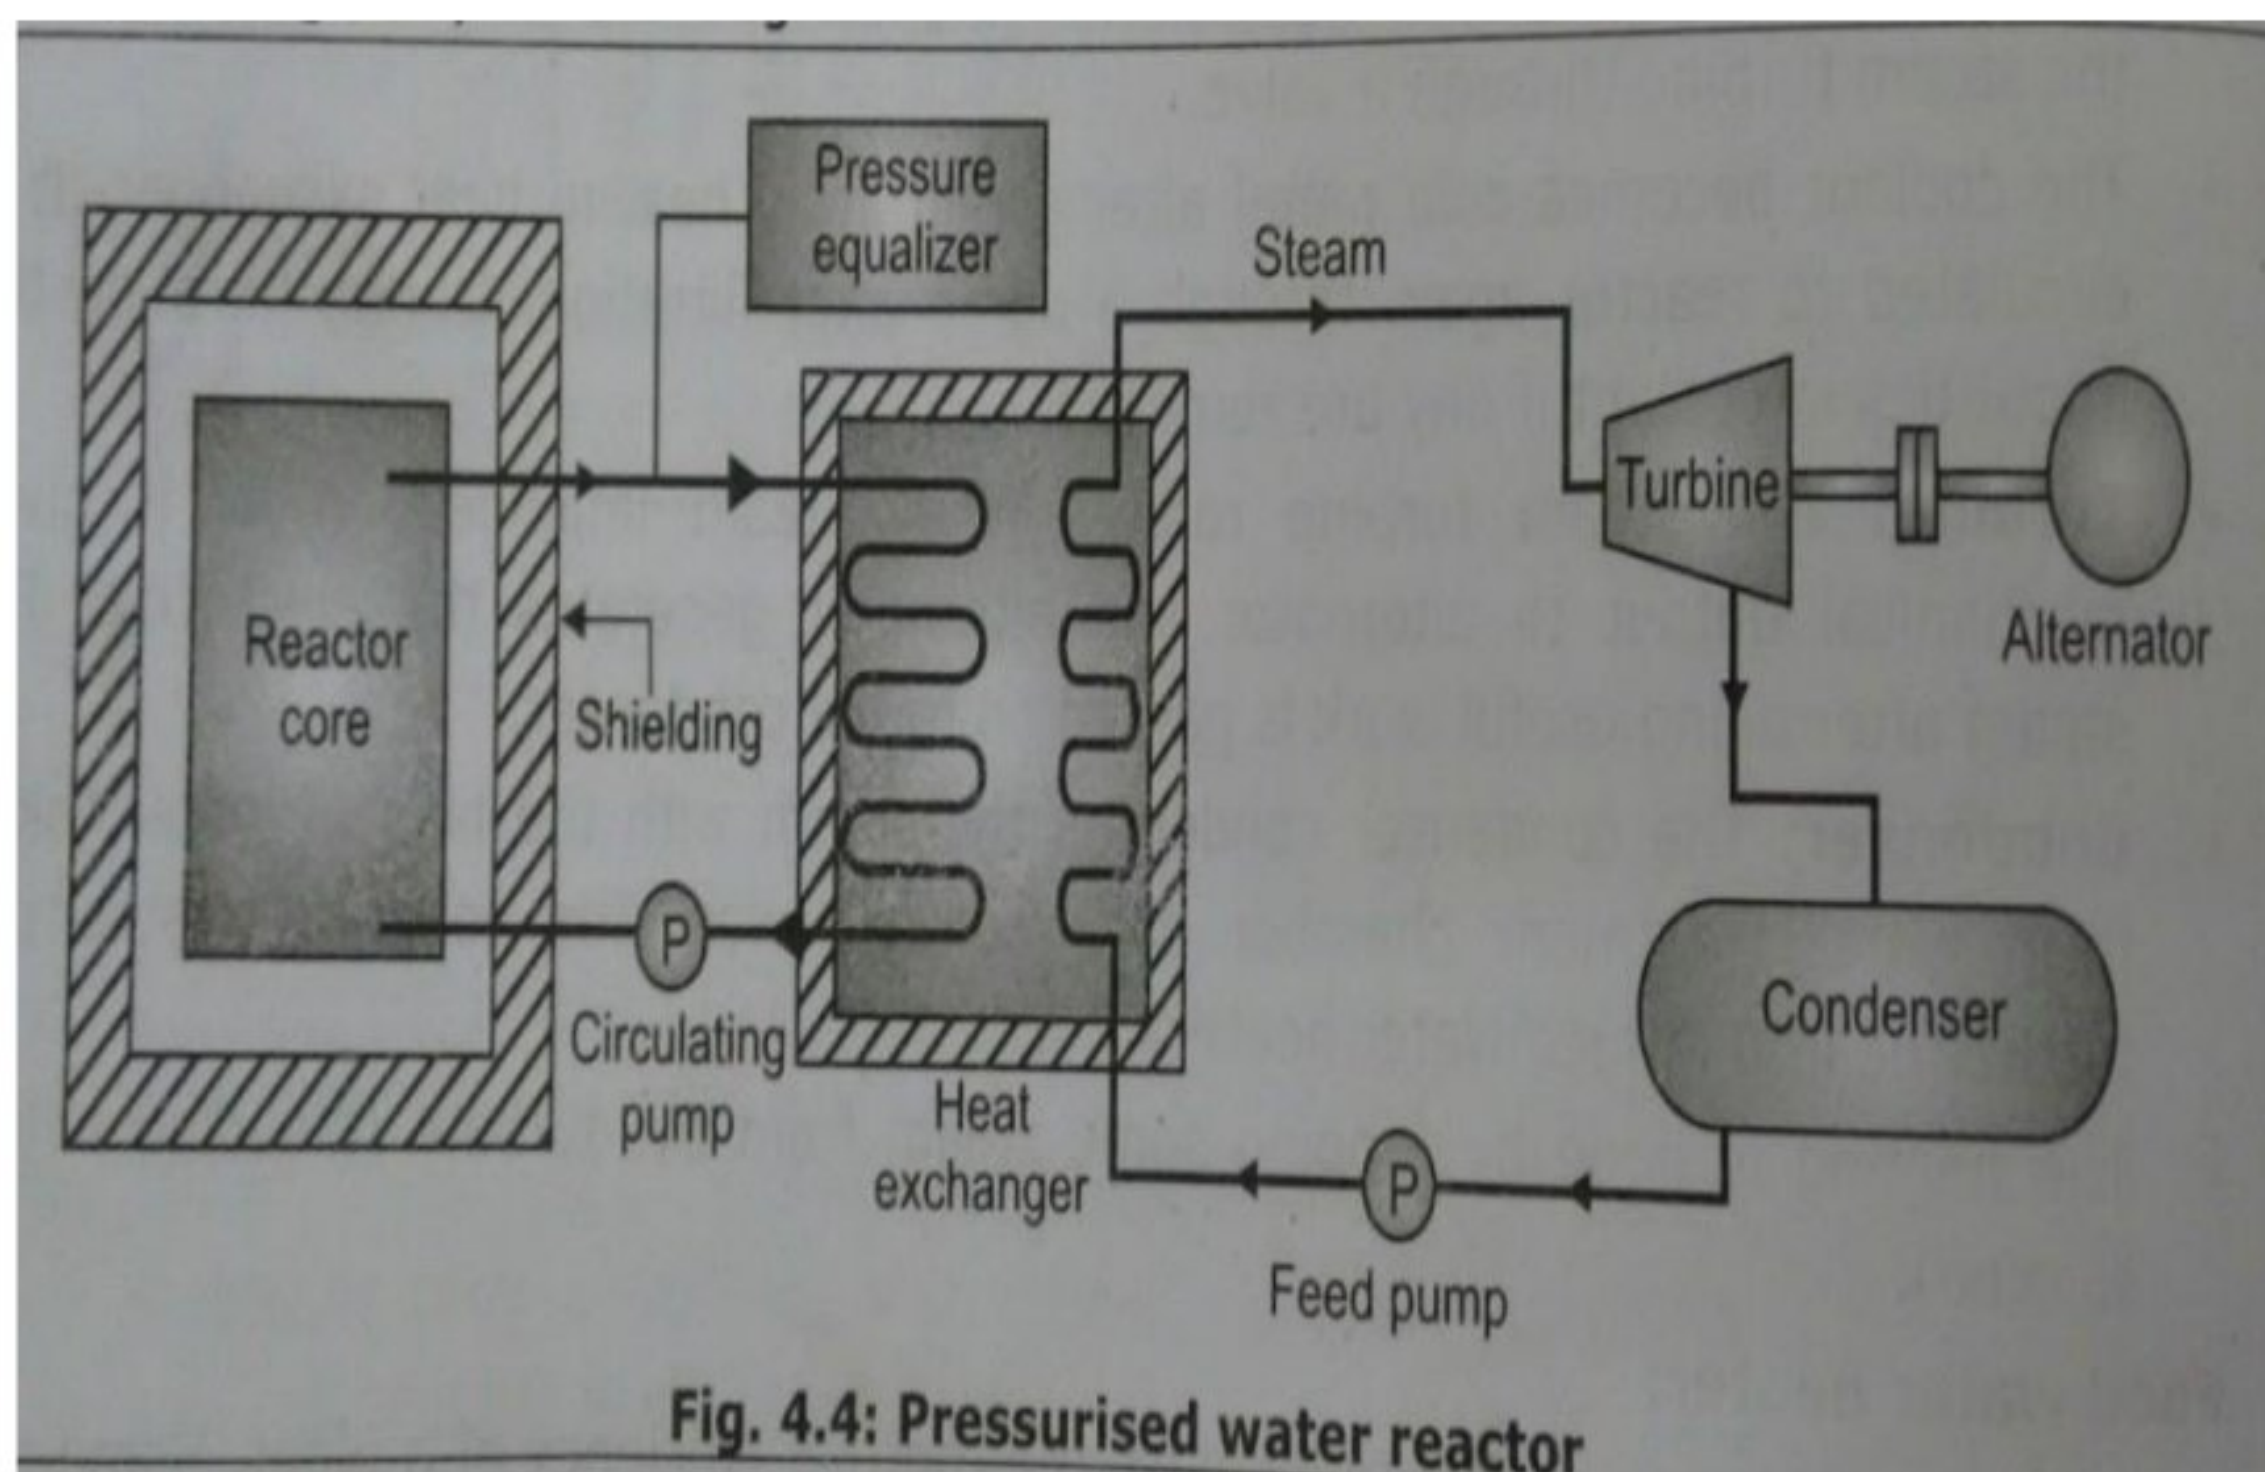 Pressure
equalizer
Steam
Turbine
Alternator
Reactor
core
Shielding
P
Circulating
pump
Heat
exchanger
Condenser
P
Feed pump
Fig. 4.4: Pressurised water reactor